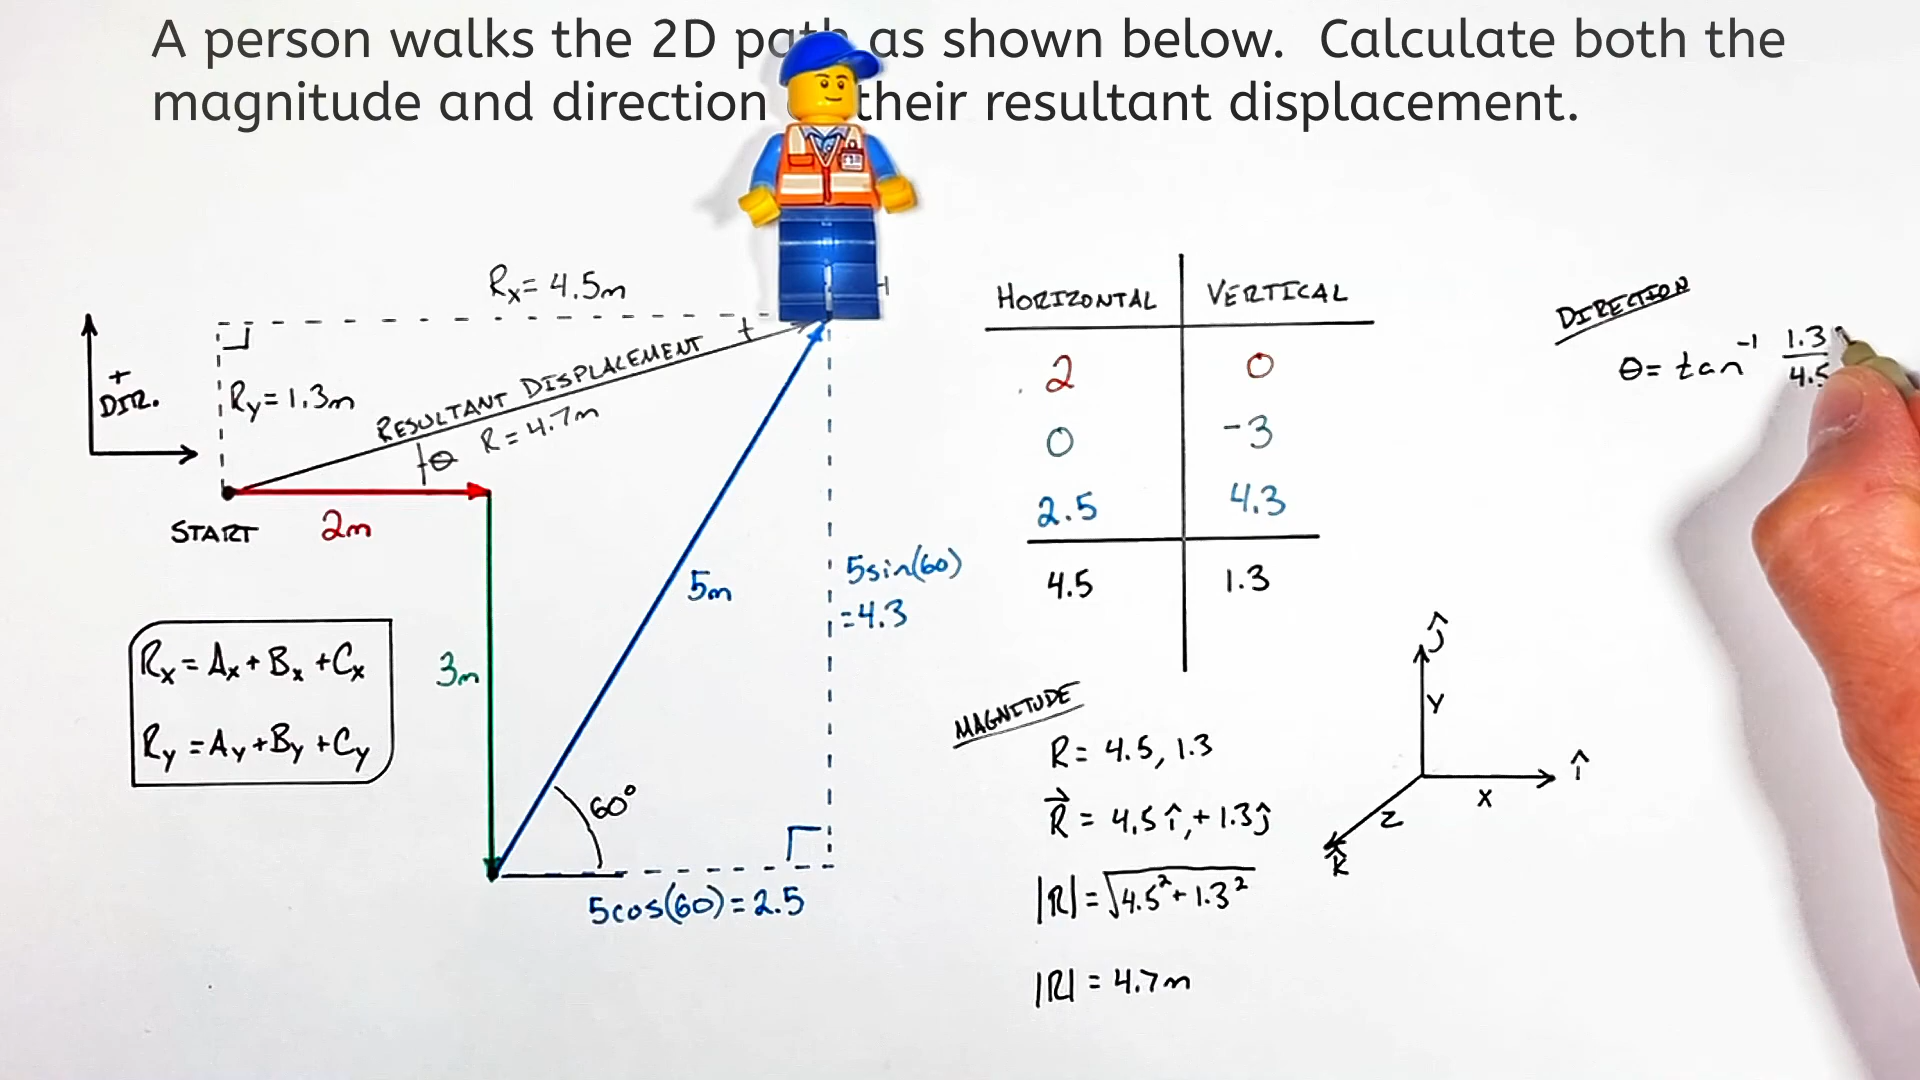 A person walks the 2D path as shown below. Calculate both the
magnitude and direction their resultant displacement.
Rx = 4.5m
+
DIR.
Ry = 1.3m
RESULTANT DISPLACEMENT
R = 4.7m
θ
START
2m
3m
5m
60°
5sin(60)
= 4.3
5cos(60) = 2.5
Rx = Ax + Bx + Cx
Ry = Ay + By + Cy
HORIZONTAL VERTICAL
2 0
0 -3
2.5 4.3
4.5 1.3
MAGNITUDE
R = 4.5, 1.3
R⃗ = 4.5 î, + 1.3 ĵ
|R| = √4.5² + 1.3²
|R| = 4.7m
ĵ
Y
î
X
Z
k̂
DIRECTION
θ = tan⁻¹ 1.3/4.5